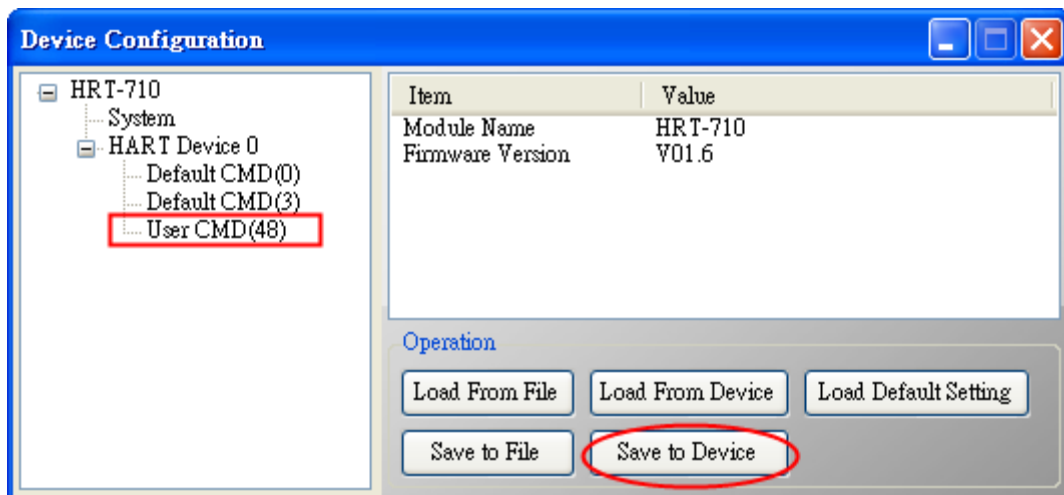 Device Configuration
HRT-710
System
HART Device 0
Default CMD(0)
Default CMD(3)
User CMD(48)
Item Value
Module Name HRT-710
Firmware Version V01.6
Operation
Load From File Load From Device Load Default Setting
Save to File Save to Device